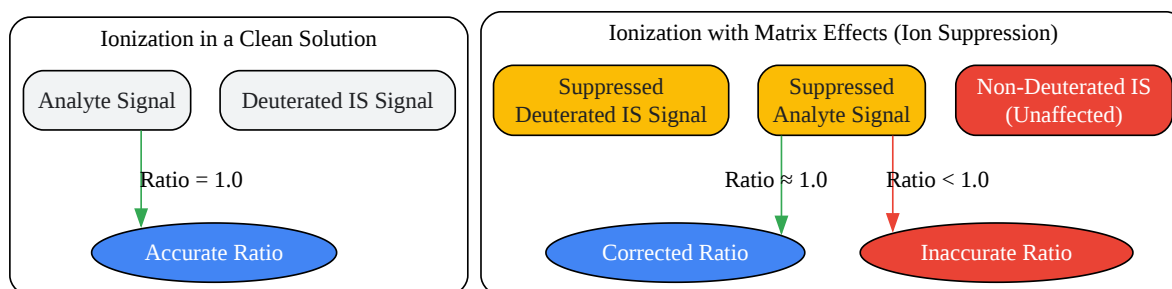 Ionization in a Clean Solution
Analyte Signal
Deuterated IS Signal
Ratio = 1.0
Accurate Ratio
Ionization with Matrix Effects (Ion Suppression)
Suppressed
Deuterated IS Signal
Suppressed
Analyte Signal
Non-Deuterated IS
(Unaffected)
Ratio ≈ 1.0
Ratio < 1.0
Corrected Ratio
Inaccurate Ratio